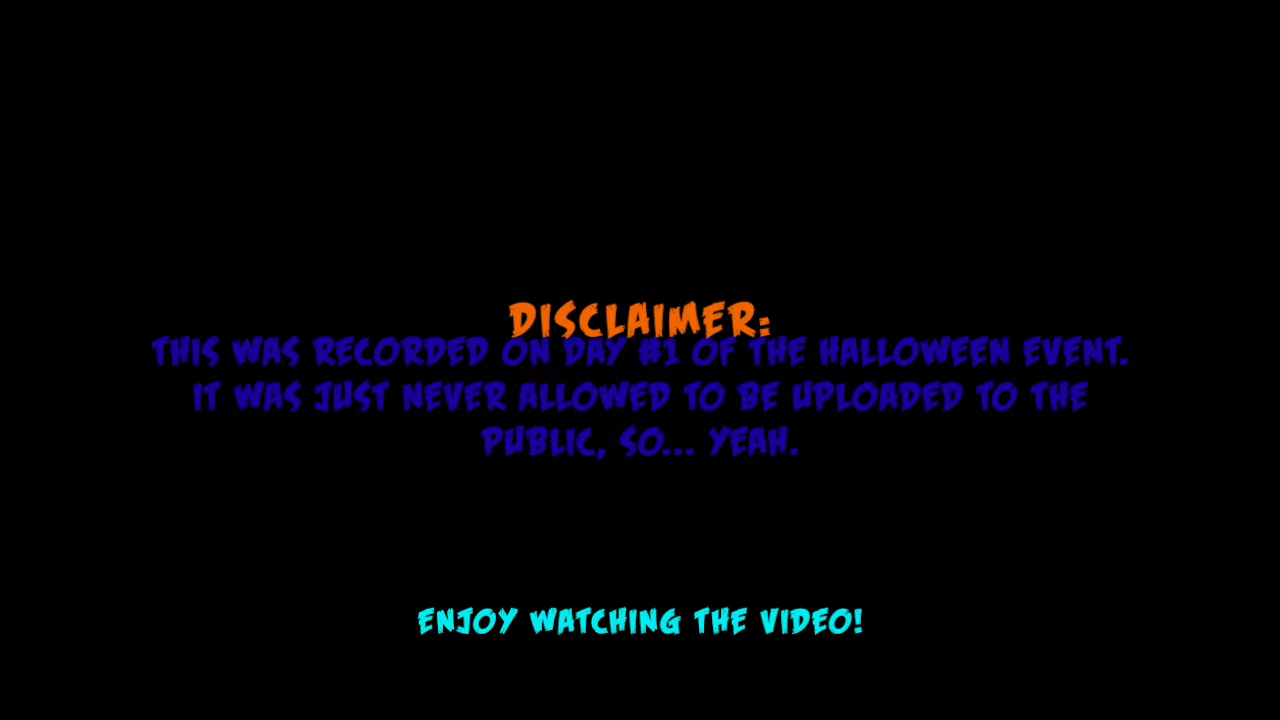 DISCLAIMER:
THIS WAS RECORDED ON DAY #1 OF THE HALLOWEEN EVENT.
IT WAS JUST NEVER ALLOWED TO BE UPLOADED TO THE
PUBLIC, SO... YEAH.
ENJOY WATCHING THE VIDEO!